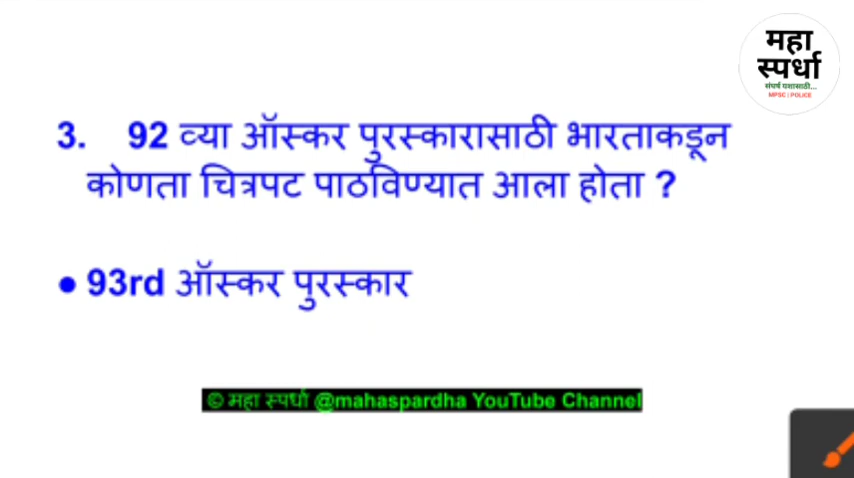 महा
स्पर्धा
संघर्ष यशासाठी...
MPSC | POLICE
3. 92 व्या ऑस्कर पुरस्कारासाठी भारताकडून
कोणता चित्रपट पाठविण्यात आला होता ?
● 93rd ऑस्कर पुरस्कार
© महा स्पर्धा @mahaspardha YouTube Channel